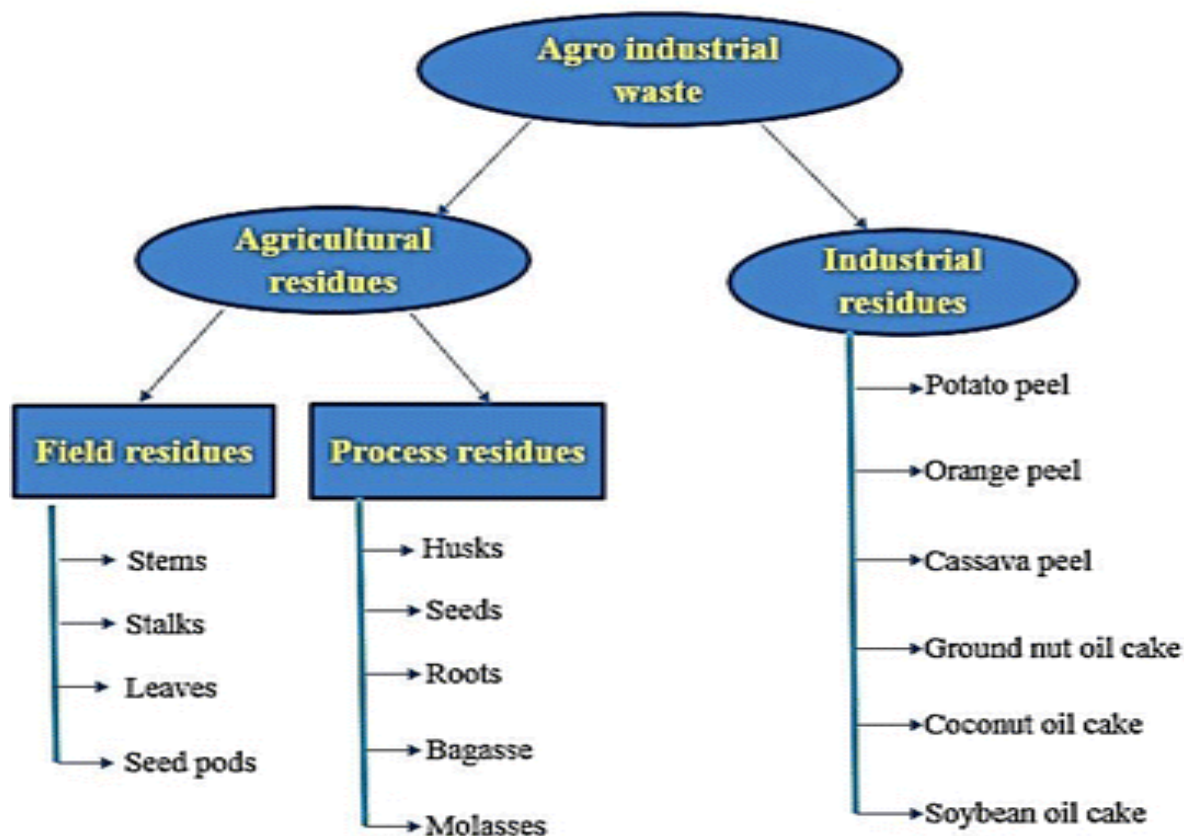 Agro industrial
waste
Agricultural
residues
Industrial
residues
Field residues
Process residues
Stems
Stalks
Leaves
Seed pods
Husks
Seeds
Roots
Bagasse
Molasses
Potato peel
Orange peel
Cassava peel
Ground nut oil cake
Coconut oil cake
Soybean oil cake